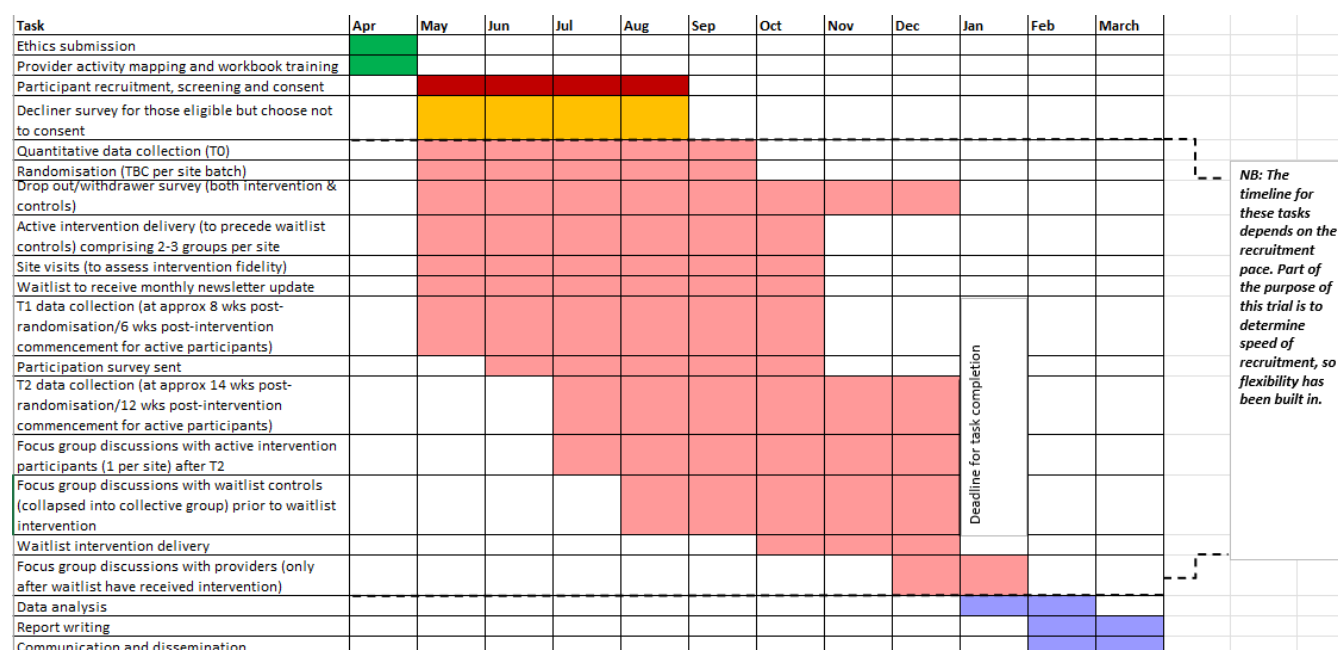 Task Apr May Jun Jul Aug Sep Oct Nov Dec Jan Feb March
Ethics submission
Provider activity mapping and workbook training
Participant recruitment, screening and consent
Decliner survey for those eligible but choose not
to consent
Quantitative data collection (T0)
Randomisation (TBC per site batch)
Drop out/withdrawer survey (both intervention &
controls)
Active intervention delivery (to precede waitlist
controls) comprising 2-3 groups per site
Site visits (to assess intervention fidelity)
Waitlist to receive monthly newsletter update
T1 data collection (at approx 8 wks post-
randomisation/6 wks post-intervention
commencement for active participants)
Participation survey sent
T2 data collection (at approx 14 wks post-
randomisation/12 wks post-intervention
commencement for active participants)
Focus group discussions with active intervention
participants (1 per site) after T2
Focus group discussions with waitlist controls
(collapsed into collective group) prior to waitlist
intervention
Waitlist intervention delivery
Focus group discussions with providers (only
after waitlist have received intervention)
Data analysis
Report writing
Communication and dissemination
Deadline for task completion
NB: The
timeline for
these tasks
depends on the
recruitment
pace. Part of
the purpose of
this trial is to
determine
speed of
recruitment, so
flexibility has
been built in.